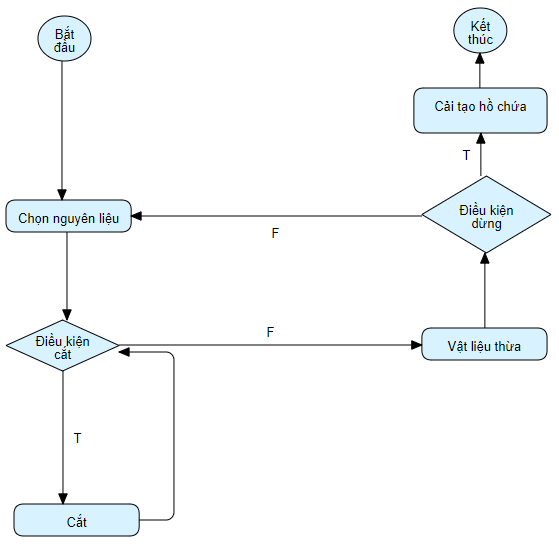 Bắt
đầu
Kết
thúc
Cải tạo hồ chứa
T
Chọn nguyên liệu
Điều kiện
dừng
F
Điều kiện
cắt
F
Vật liệu thừa
T
Cắt